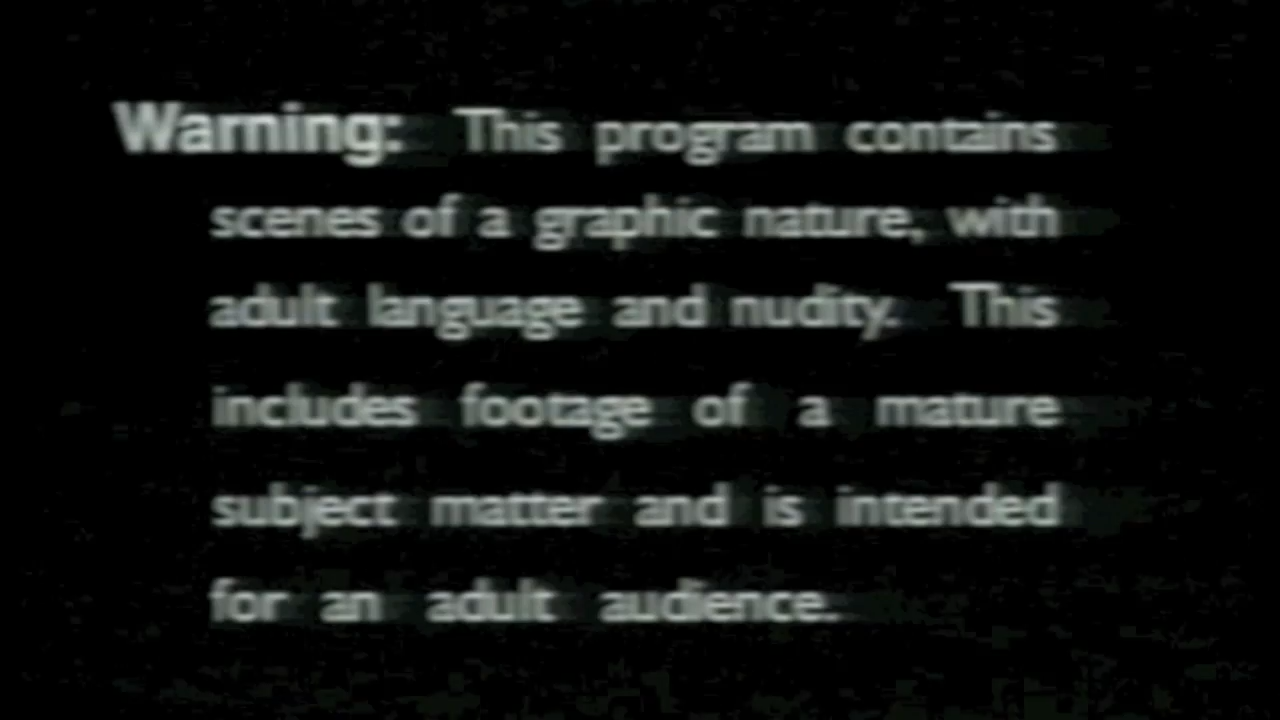 Warning: This program contains
scenes of a graphic nature, with
adult language and nudity. This
includes footage of a mature
subject matter and is intended
for an adult audience.